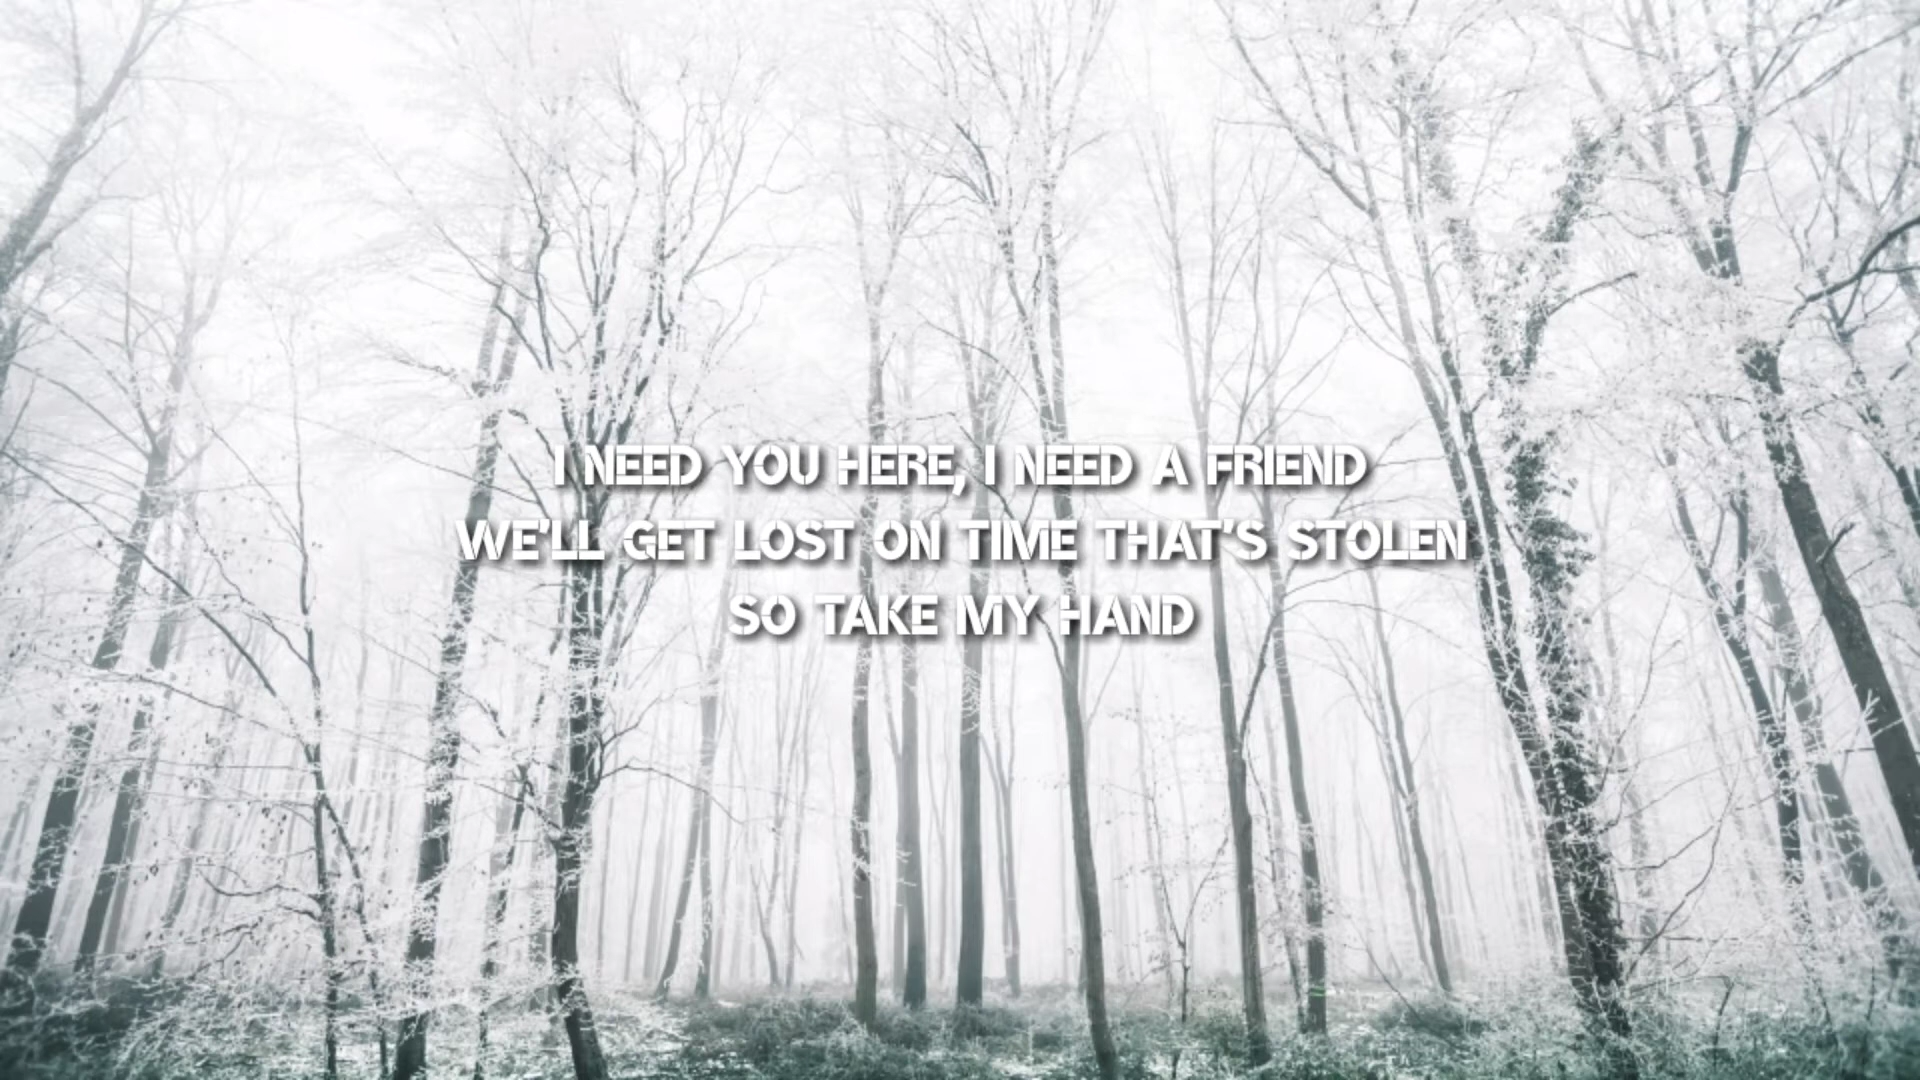 I NEED YOU HERE, I NEED A FRIEND
WE'LL GET LOST ON TIME THAT'S STOLEN
SO TAKE MY HAND